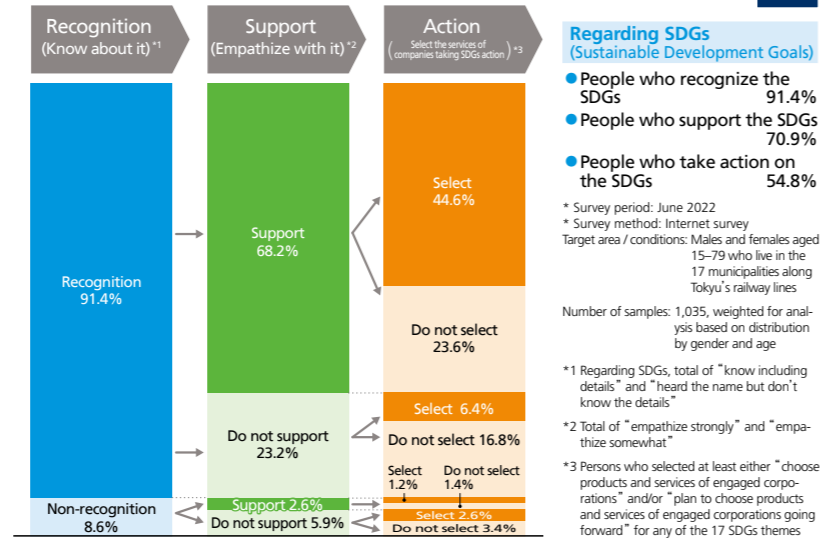 Recognition
(Know about it) *1
Support
(Empathize with it) *2
Action
(Select the services of
companies taking SDGs action) *3
Recognition
91.4%
Non-recognition
8.6%
Support
68.2%
Do not support
23.2%
Support 2.6%
Do not support 5.9%
Select
44.6%
Do not select
23.6%
Select 6.4%
Do not select 16.8%
Select
1.2%
Do not select
1.4%
Select 2.6%
Do not select 3.4%
Regarding SDGs
(Sustainable Development Goals)
●People who recognize the
SDGs 91.4%
●People who support the SDGs
70.9%
●People who take action on
the SDGs 54.8%
* Survey period: June 2022
* Survey method: Internet survey
Target area / conditions: Males and females aged
15–79 who live in the
17 municipalities along
Tokyu's railway lines
Number of samples: 1,035, weighted for anal-
ysis based on distribution
by gender and age
*1 Regarding SDGs, total of “know including
details” and “heard the name but don't
know the details”
*2 Total of “empathize strongly” and “empa-
thize somewhat”
*3 Persons who selected at least either “choose
products and services of engaged corpo-
rations” and/or “plan to choose products
and services of engaged corporations going
forward” for any of the 17 SDGs themes